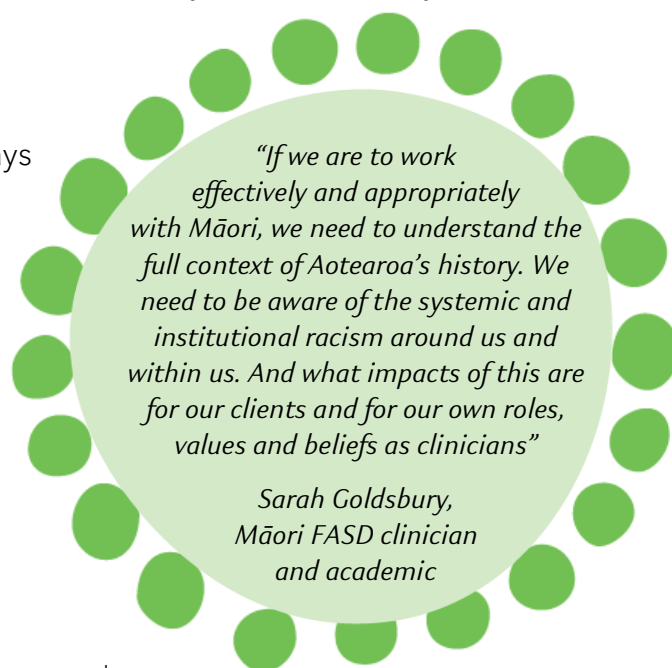 “If we are to work
effectively and appropriately
with Māori, we need to understand the
full context of Aotearoa’s history. We
need to be aware of the systemic and
institutional racism around us and
within us. And what impacts of this are
for our clients and for our own roles,
values and beliefs as clinicians”
Sarah Goldsbury,
Māori FASD clinician
and academic